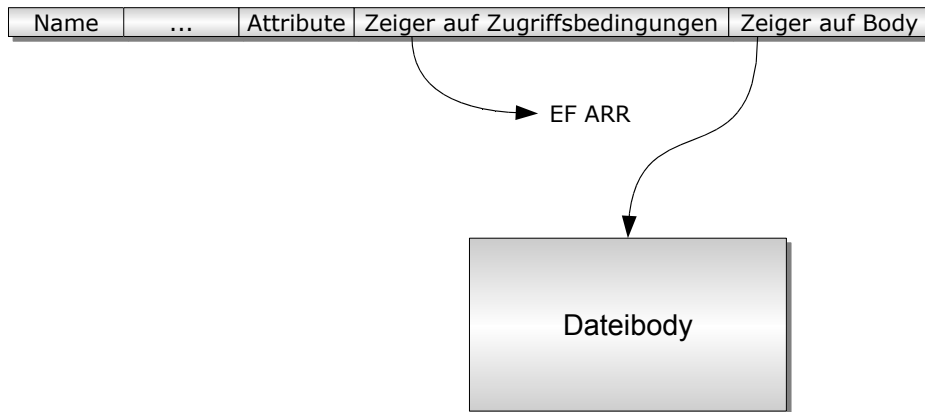 Name ... Attribute Zeiger auf Zugriffsbedingungen Zeiger auf Body
EF ARR
Dateibody